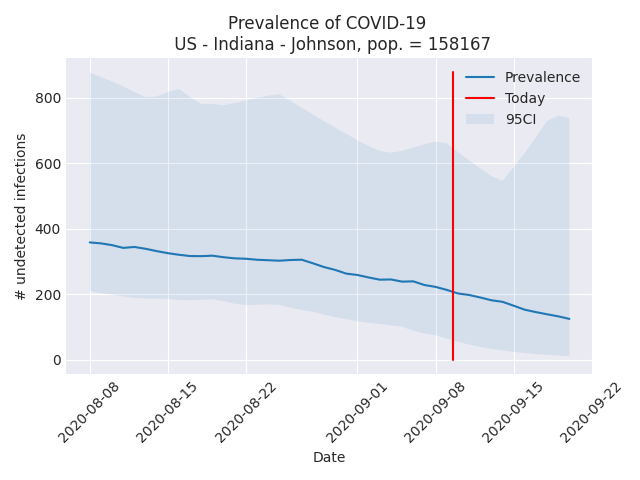 Prevalence of COVID-19
US - Indiana - Johnson, pop. = 158167
# undetected infections
800
600
400
200
0
Prevalence
Today
95CI
2020-08-08
2020-08-15
2020-08-22
2020-09-01
2020-09-08
2020-09-15
2020-09-22
Date